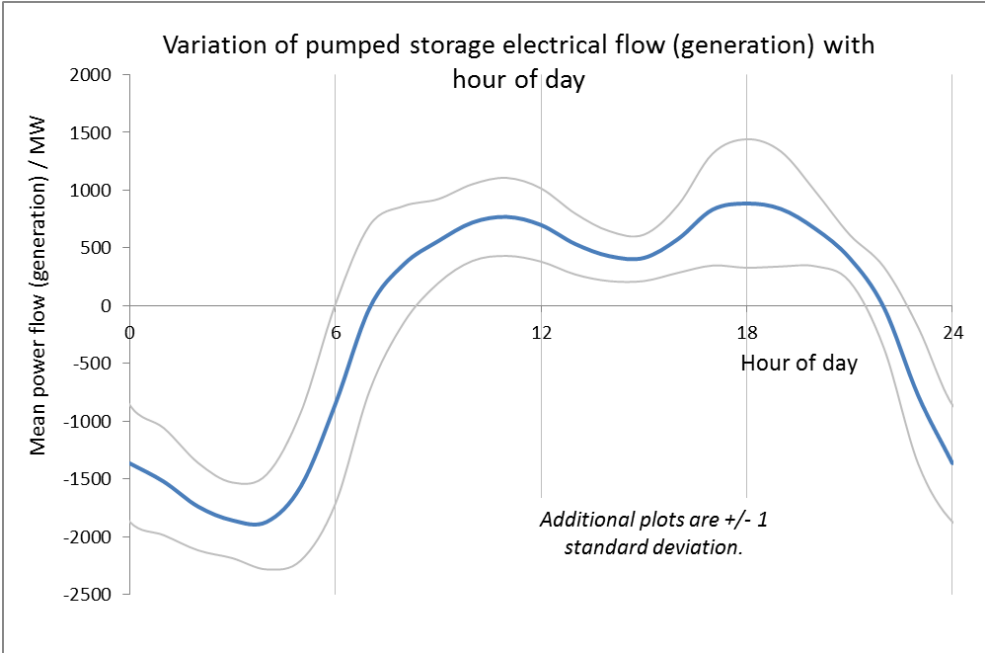 Variation of pumped storage electrical flow (generation) with
hour of day
Mean power flow (generation) / MW
2000
1500
1000
500
0
-500
-1000
-1500
-2000
-2500
0
6
12
18
24
Hour of day
Additional plots are +/- 1
standard deviation.